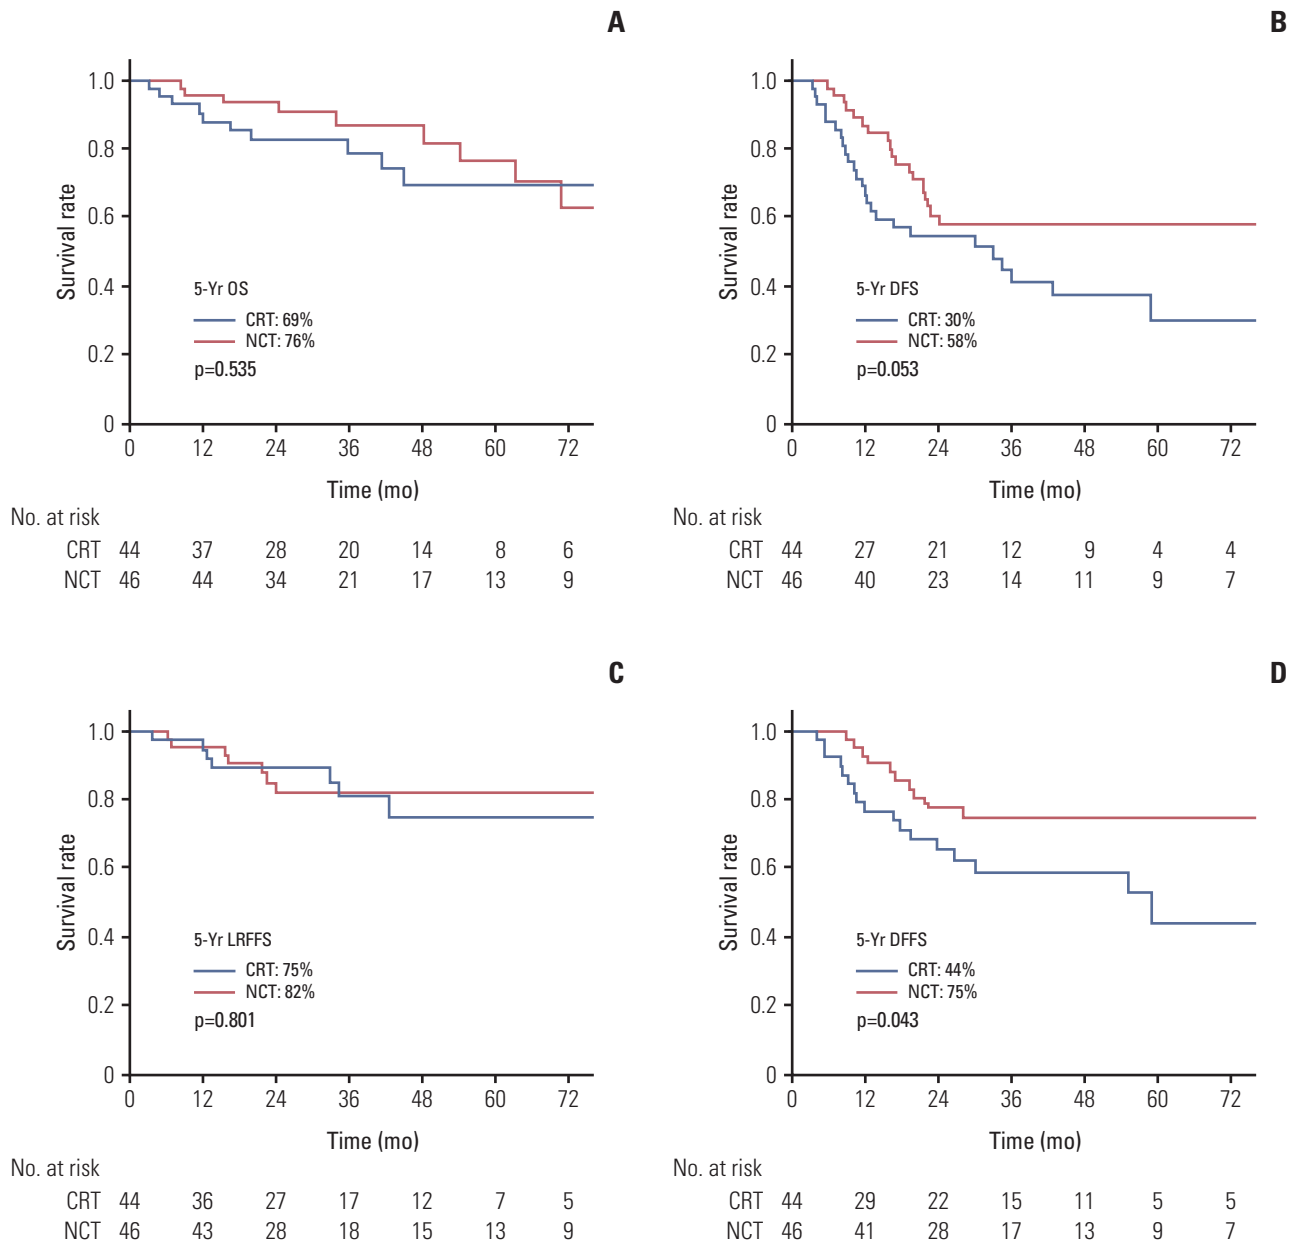 A
1.0
0.8
0.6
0.4
0.2
0
Survival rate
5-Yr OS
CRT: 69%
NCT: 76%
p=0.535
0 12 24 36 48 60 72
Time (mo)
No. at risk
CRT 44 37 28 20 14 8 6
NCT 46 44 34 21 17 13 9
B
1.0
0.8
0.6
0.4
0.2
0
Survival rate
5-Yr DFS
CRT: 30%
NCT: 58%
p=0.053
0 12 24 36 48 60 72
Time (mo)
No. at risk
CRT 44 27 21 12 9 4 4
NCT 46 40 23 14 11 9 7
C
1.0
0.8
0.6
0.4
0.2
0
Survival rate
5-Yr LRFFS
CRT: 75%
NCT: 82%
p=0.801
0 12 24 36 48 60 72
Time (mo)
No. at risk
CRT 44 36 27 17 12 7 5
NCT 46 43 28 18 15 13 9
D
1.0
0.8
0.6
0.4
0.2
0
Survival rate
5-Yr DFFS
CRT: 44%
NCT: 75%
p=0.043
0 12 24 36 48 60 72
Time (mo)
No. at risk
CRT 44 29 22 15 11 5 5
NCT 46 41 28 17 13 9 7